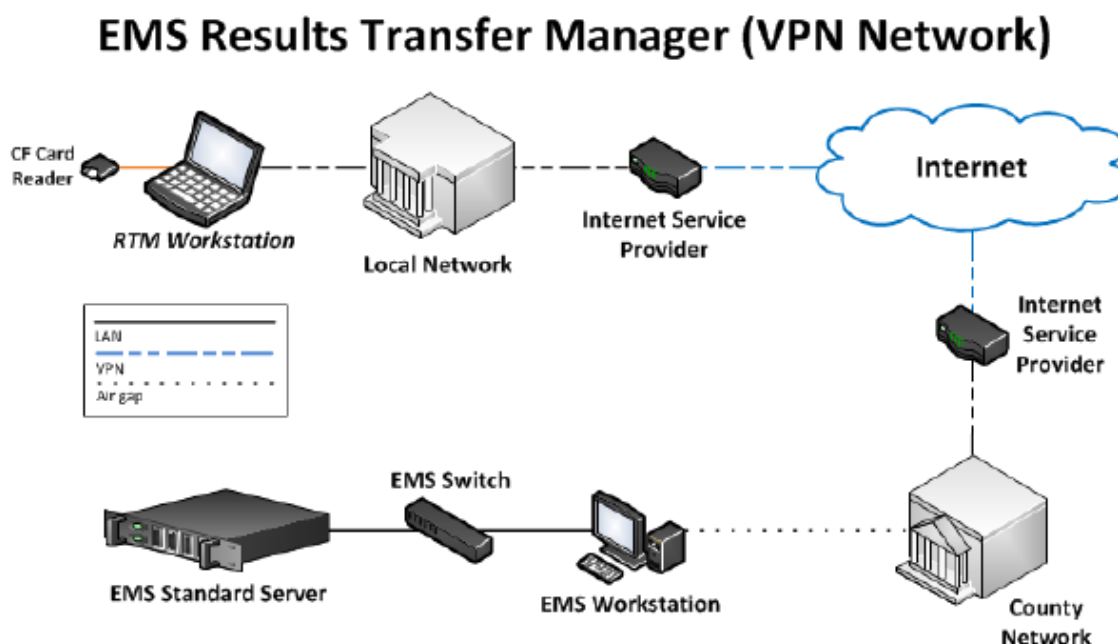 EMS Results Transfer Manager (VPN Network)
CF Card
Reader
RTM Workstation
Local Network
Internet Service
Provider
Internet
Internet
Service
Provider
LAN
VPN
Air gap
EMS Switch
EMS Standard Server
EMS Workstation
County
Network